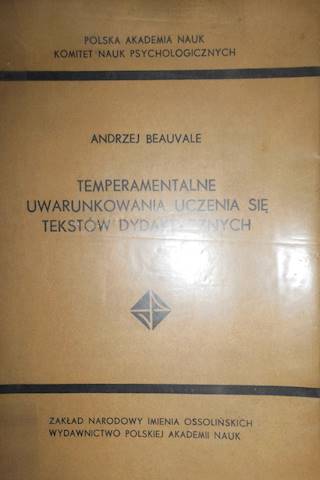 POLSKA AKADEMIA NAUK
KOMITET NAUK PSYCHOLOGICZNYCH
ANDRZEJ BEAUVALE
TEMPERAMENTALNE
UWARUNKOWANIA UCZENIA SIĘ
TEKSTÓW DYDAKTYCZNYCH
ZAKŁAD NARODOWY IMIENIA OSSOLIŃSKICH
WYDAWNICTWO POLSKIEJ AKADEMII NAUK